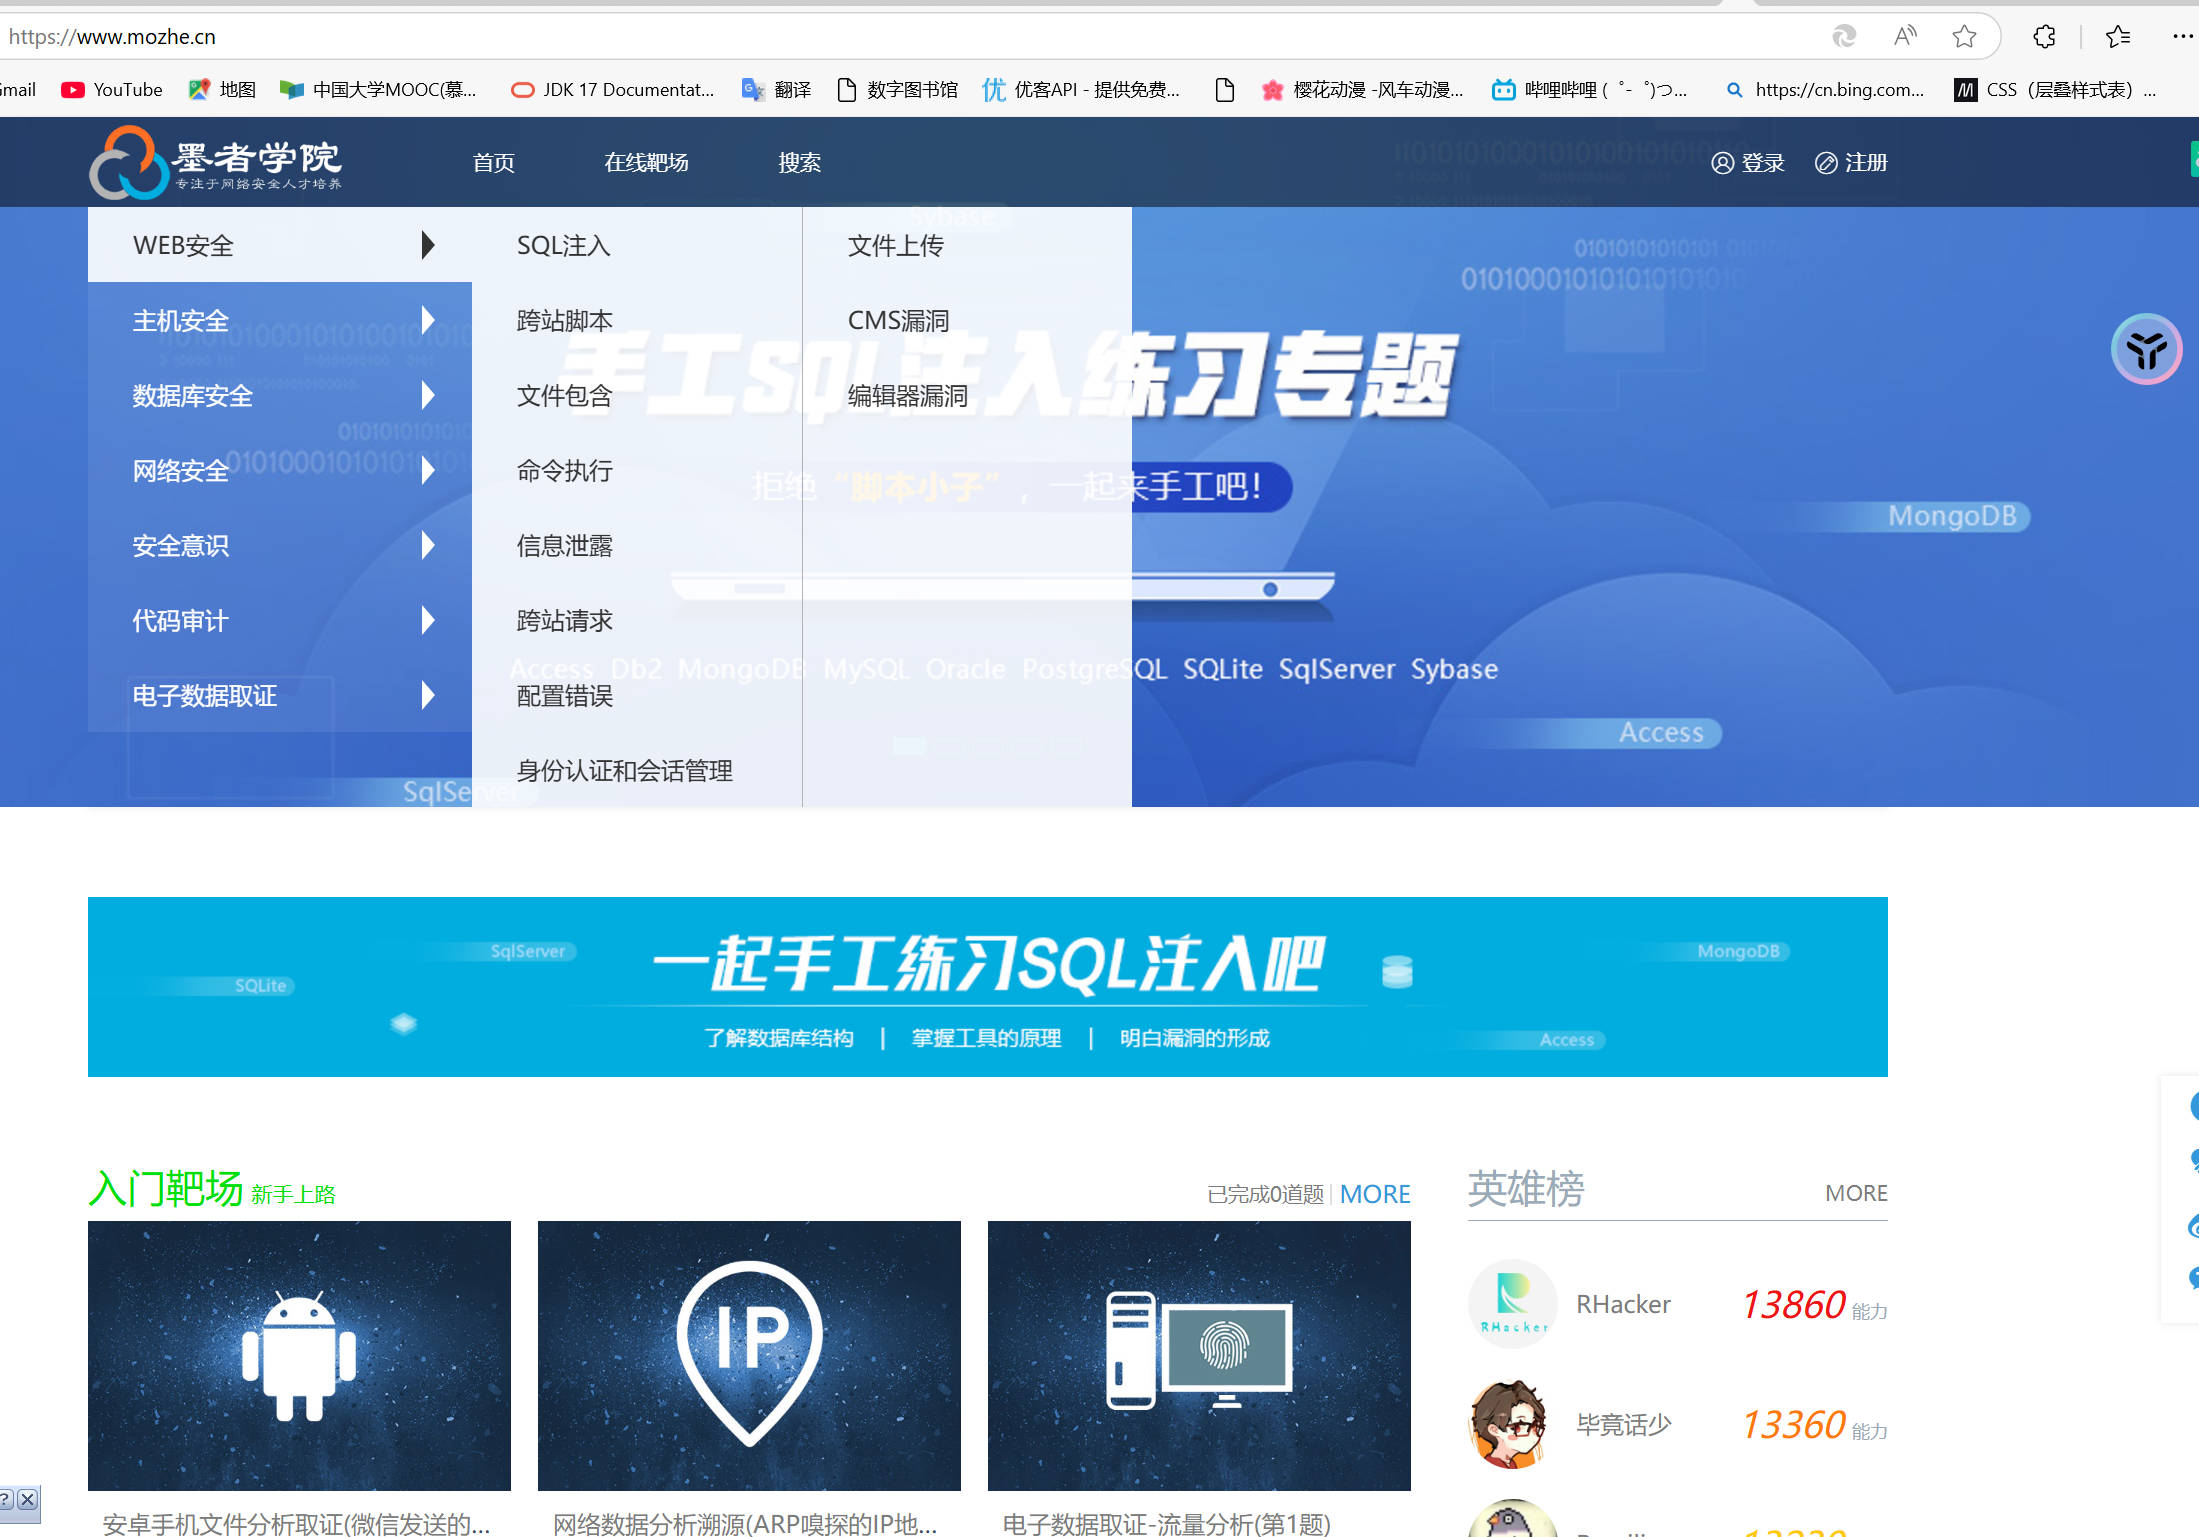 https://www.mozhe.cn
mail YouTube 地图 中国大学MOOC(慕... JDK 17 Documentat... 翻译 数字图书馆 优客API - 提供免费... 樱花动漫 -风车动漫... 哔哩哔哩 (゜-゜)つ... https://cn.bing.com... CSS（层叠样式表）...
墨者学院
专注于网络安全人才培养
首页 在线靶场 搜索 登录 注册
WEB安全
主机安全
数据库安全
网络安全
安全意识
代码审计
电子数据取证
SQL注入
跨站脚本
文件包含
命令执行
信息泄露
跨站请求
配置错误
身份认证和会话管理
文件上传
CMS漏洞
编辑器漏洞
Sybase
手工SQL注入练习专题
拒绝“脚本小子”，一起来手工吧！
MongoDB
Access Db2 MongoDB MySQL Oracle PostgreSQL SQLite SqlServer Sybase
Access
SqlServer
一起手工练习SQL注入吧
了解数据库结构 | 掌握工具的原理 | 明白漏洞的形成
SqlServer
SQLite
MongoDB
Access
入门靶场 新手上路
已完成0道题 | MORE
安卓手机文件分析取证(微信发送的...
IP
网络数据分析溯源(ARP嗅探的IP地...
电子数据取证-流量分析(第1题)
英雄榜 MORE
RHacker
RHacker 13860 能力
毕竟话少 13360 能力